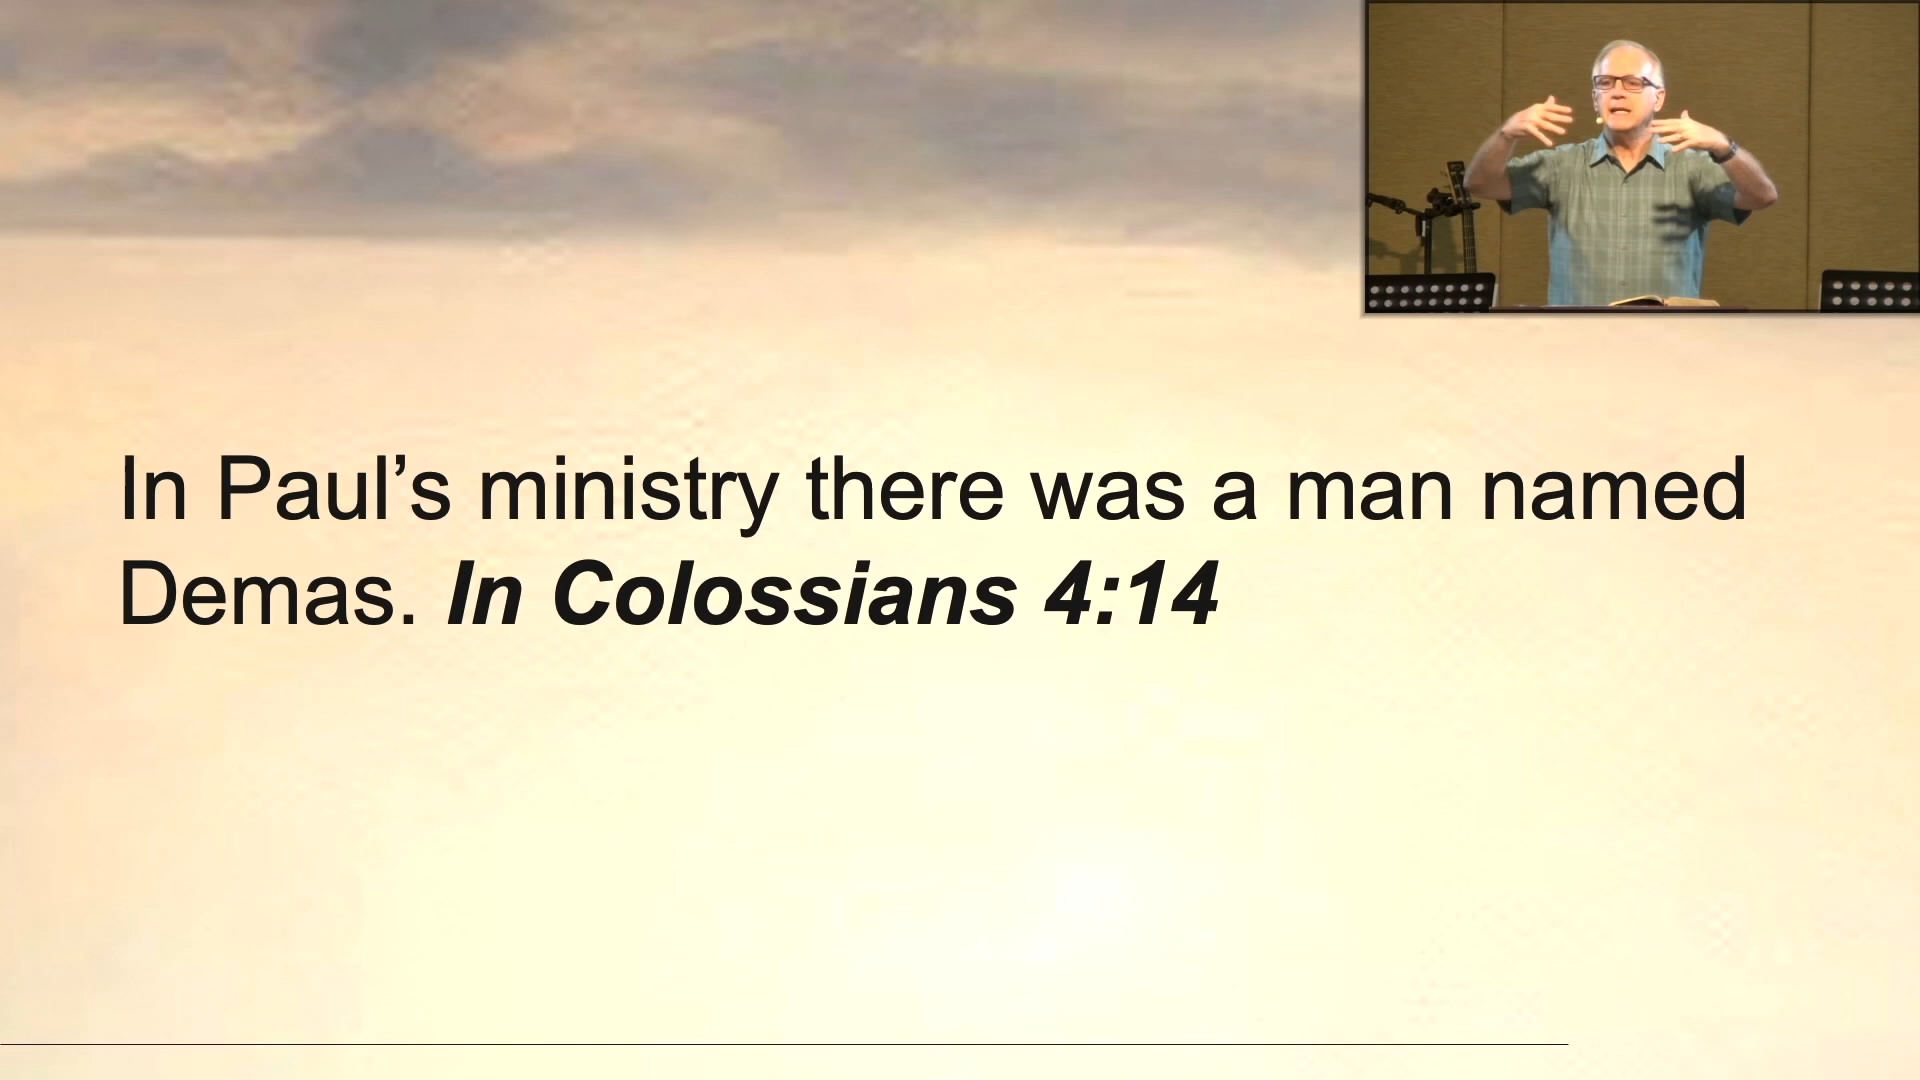 In Paul’s ministry there was a man named
Demas. In Colossians 4:14